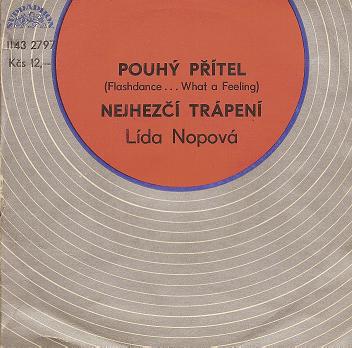 SUPRAPHON
1143 2797
Kčs 12,—
POUHÝ PŘÍTEL
(Flashdance . . . What a Feeling)
NEJHEZČÍ TRÁPENÍ
Lída Nopová